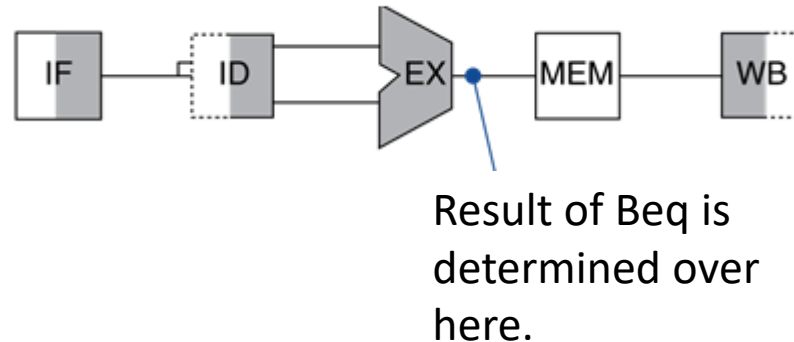 IF ID EX MEM WB
Result of Beq is
determined over
here.